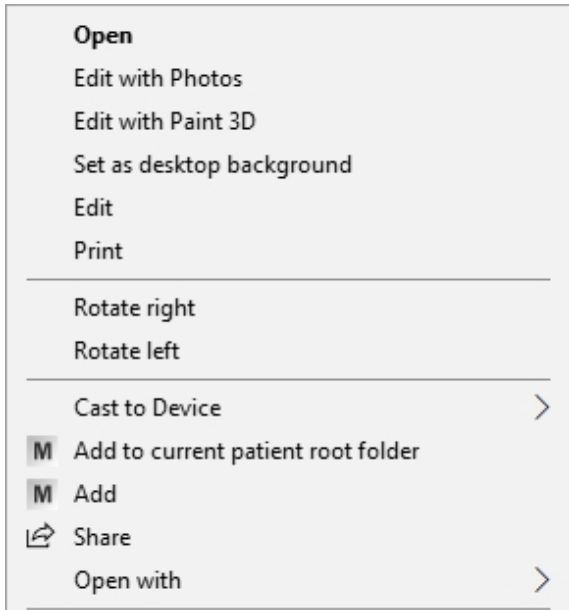 Open
Edit with Photos
Edit with Paint 3D
Set as desktop background
Edit
Print
Rotate right
Rotate left
Cast to Device
M Add to current patient root folder
M Add
Share
Open with